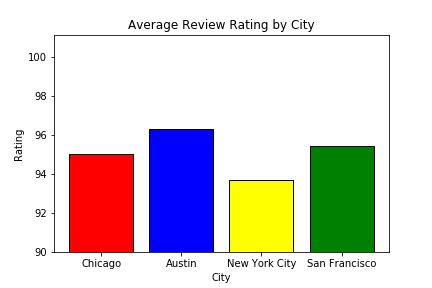 Average Review Rating by City
100
98
96
94
92
90
Rating
Chicago
Austin
New York City
San Francisco
City